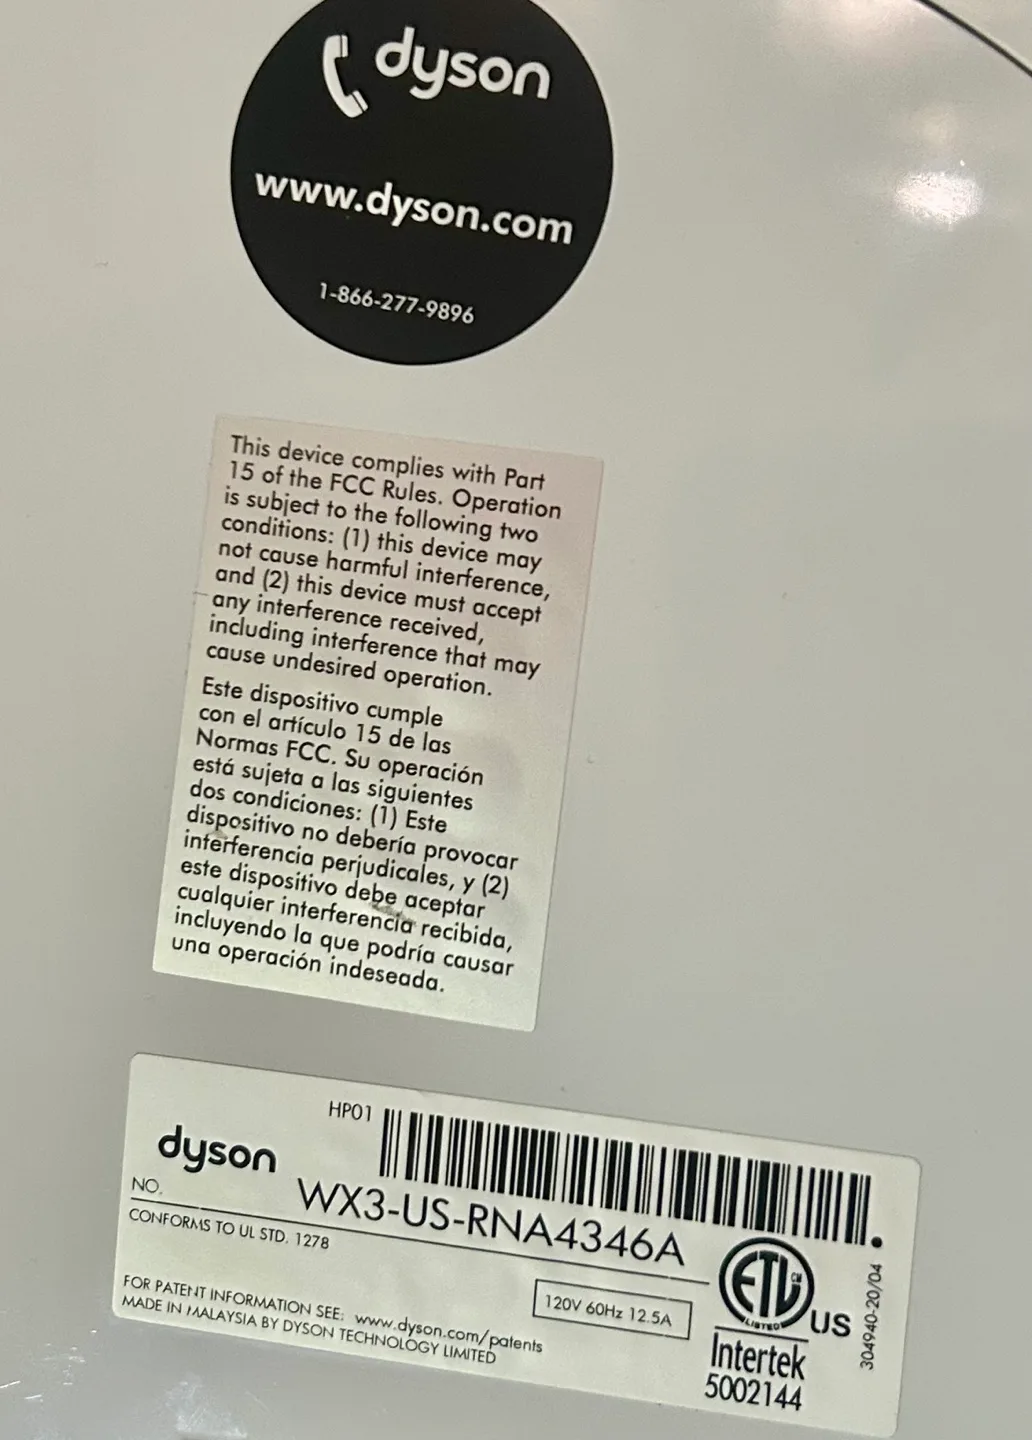 dyson
www.dyson.com
1-866-277-9896
This device complies with Part
15 of the FCC Rules. Operation
is subject to the following two
conditions: (1) this device may
not cause harmful interference,
and (2) this device must accept
any interference received,
including interference that may
cause undesired operation.
Este dispositivo cumple
con el artículo 15 de las
Normas FCC. Su operación
está sujeta a las siguientes
dos condiciones: (1) Este
dispositivo no debería provocar
interferencia perjudicales, y (2)
este dispositivo debe aceptar
cualquier interferencia recibida,
incluyendo la que podría causar
una operación indeseada.
HP01
dyson
NO. WX3-US-RNA4346A
CONFORMS TO UL STD. 1278
120V 60Hz 12.5A
FOR PATENT INFORMATION SEE: www.dyson.com/patents
MADE IN MALAYSIA BY DYSON TECHNOLOGY LIMITED
ETL
LISTED
US
Intertek
5002144
304940-20/04